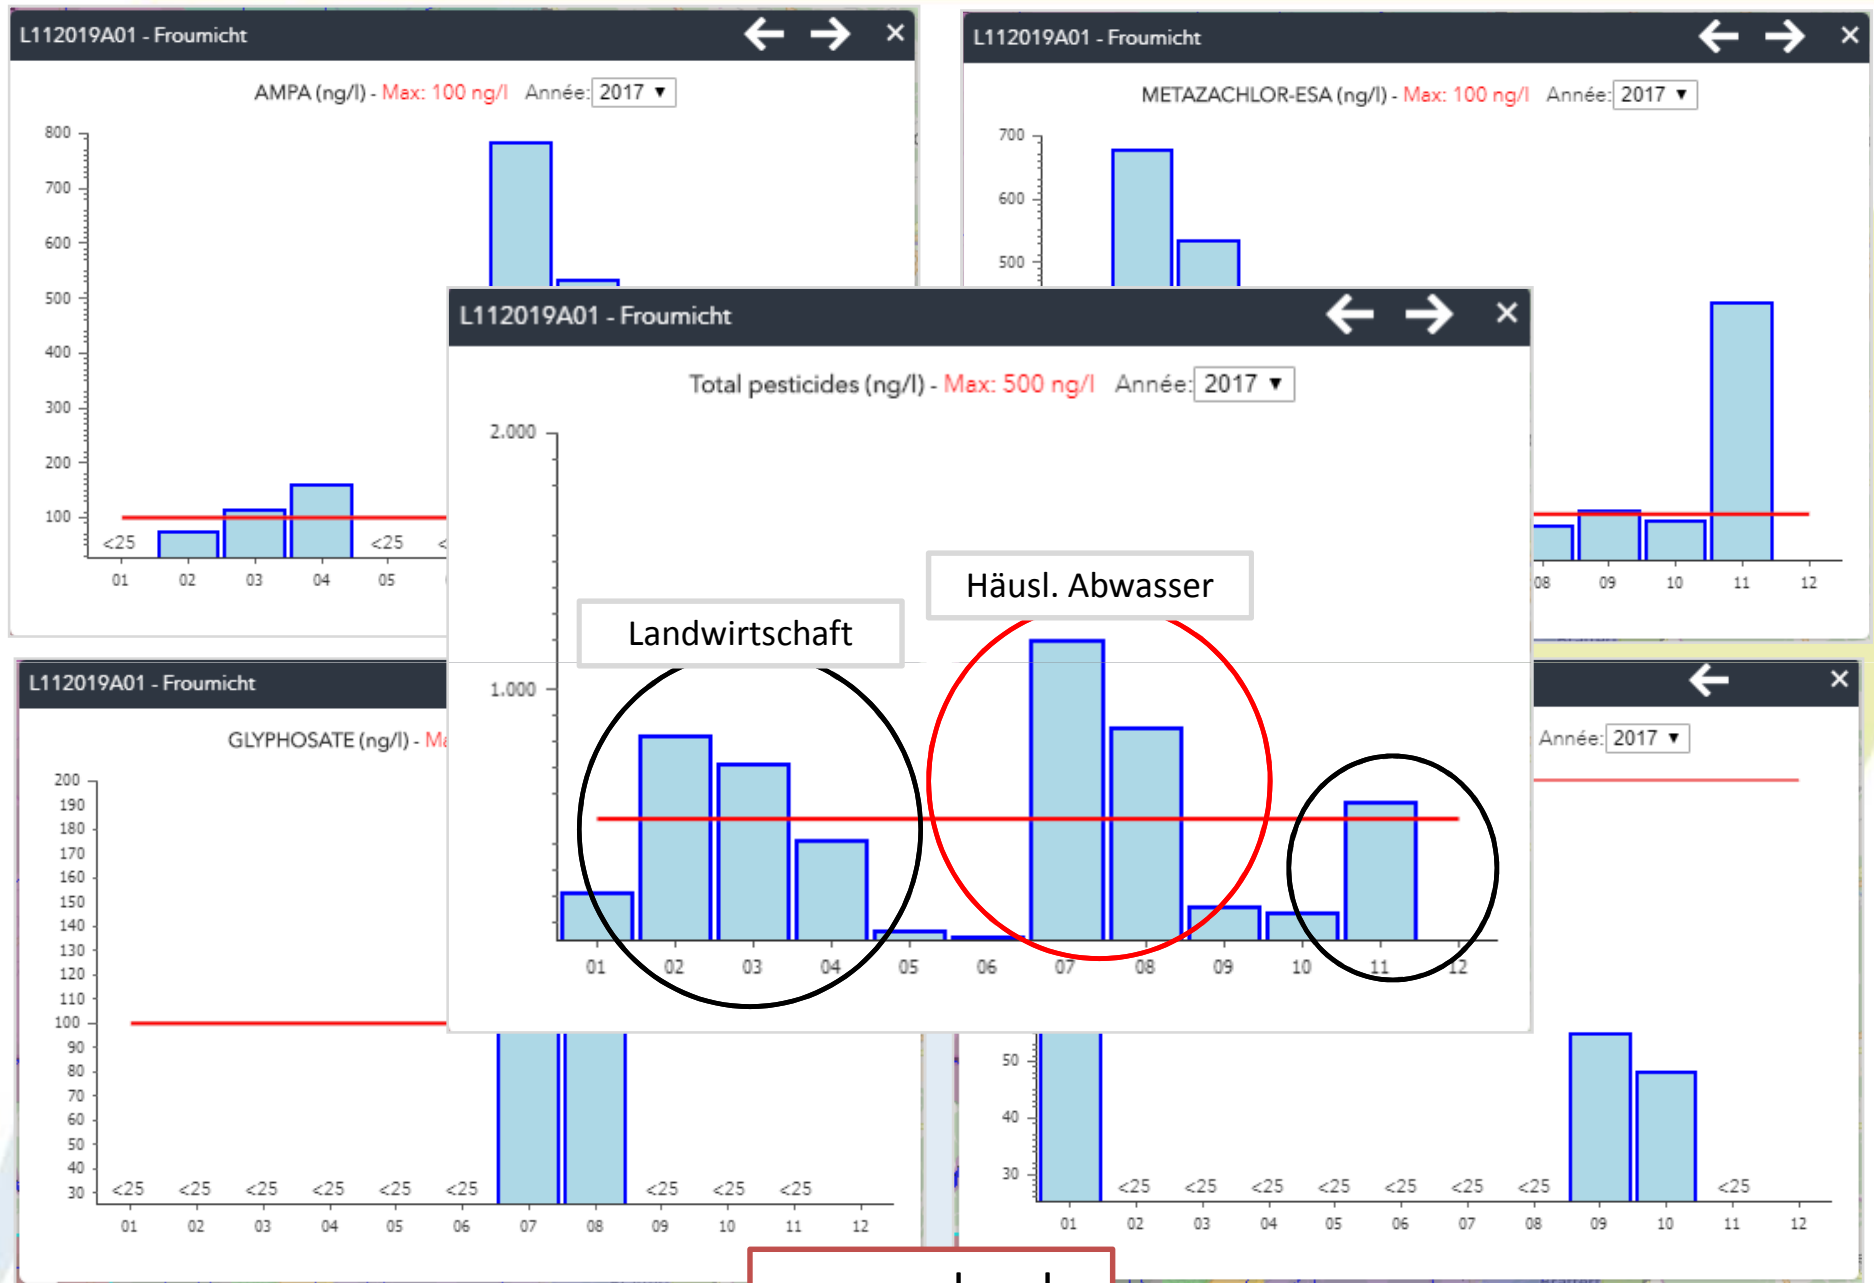 L112019A01 - Froumicht
AMPA (ng/l) - Max: 100 ng/l Année: 2017
800
700
600
500
400
300
200
100
<25
<25
01 02 03 04 05
L112019A01 - Froumicht
METAZACHLOR-ESA (ng/l) - Max: 100 ng/l Année: 2017
700
600
500
08 09 10 11 12
L112019A01 - Froumicht
Total pesticides (ng/l) - Max: 500 ng/l Année: 2017
2.000
1.000
Landwirtschaft
Häusl. Abwasser
01 02 03 04 05 06 07 08 09 10 11 12
L112019A01 - Froumicht
GLYPHOSATE (ng/l) -
200
190
180
170
160
150
140
130
120
110
100
90
80
70
60
50
40
30
<25 <25 <25 <25 <25 <25 <25 <25 <25
01 02 03 04 05 06 07 08 09 10 11 12
Année: 2017
50
40
30
<25 <25 <25 <25 <25 <25 <25 <25
01 02 03 04 05 06 07 08 09 10 11 12